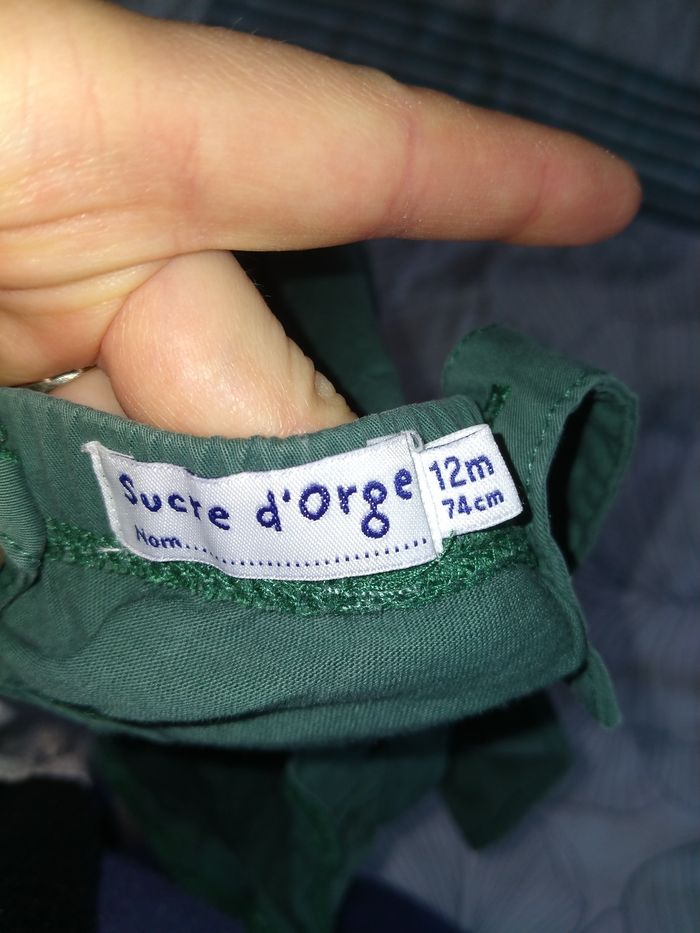 Sucre d'Orge
Nom..............................
12m
74cm